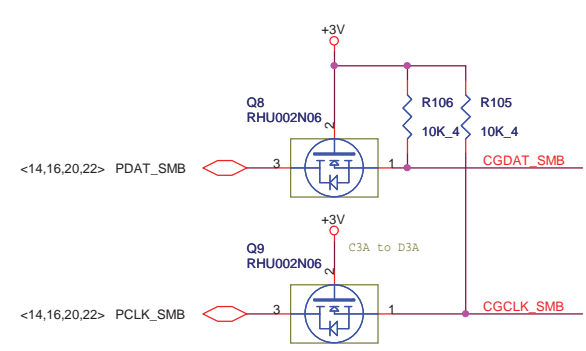 +3V
Q8
RHU002N06
2
R106
R105
10K_4
10K_4
<14,16,20,22> PDAT_SMB
3
1
CGDAT_SMB
+3V
C3A to D3A
Q9
RHU002N06
2
<14,16,20,22> PCLK_SMB
3
1
CGCLK_SMB